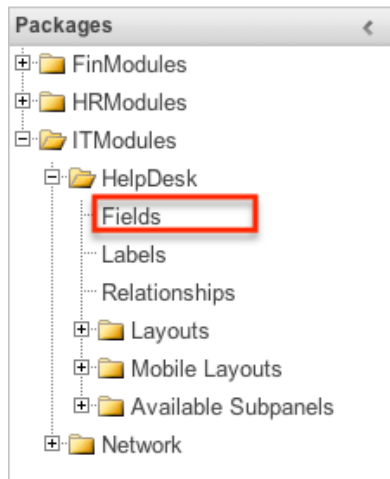 Packages
FinModules
HRModules
ITModules
HelpDesk
Fields
Labels
Relationships
Layouts
Mobile Layouts
Available Subpanels
Network